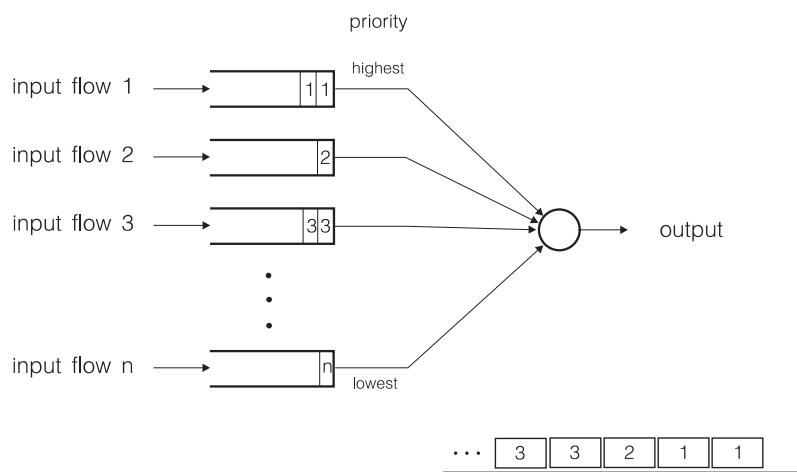 priority
highest
input flow 1
1 1
input flow 2
2
input flow 3
3 3
output
input flow n
n
lowest
... 3 3 2 1 1